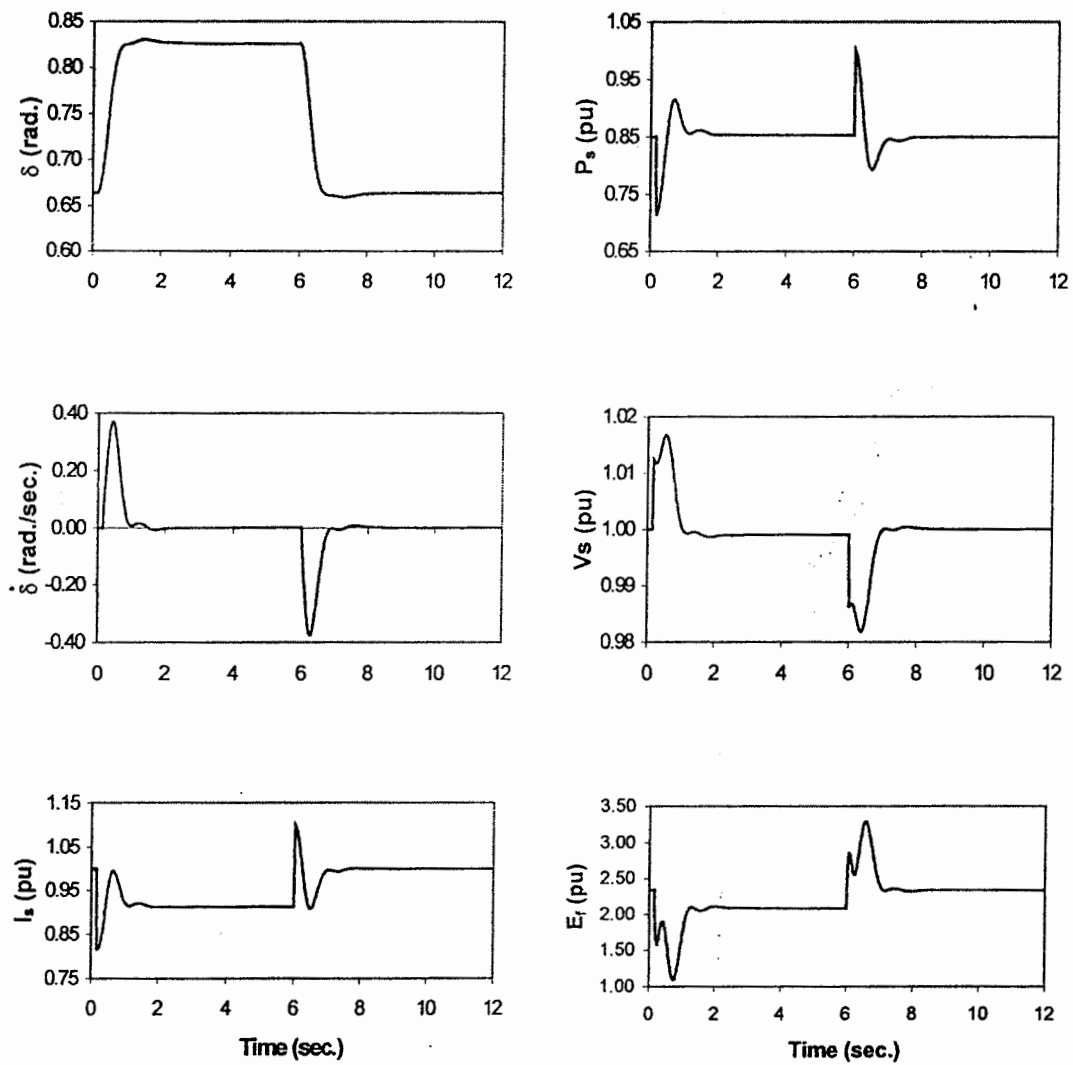 0.85
0.80
0.75
0.70
0.65
0.60
δ (rad.)
0 2 4 6 8 10 12
1.05
0.95
0.85
0.75
0.65
Ps (pu)
0 2 4 6 8 10 12
0.40
0.20
0.00
-0.20
-0.40
δ̇ (rad./sec.)
0 2 4 6 8 10 12
1.02
1.01
1.00
0.99
0.98
Vs (pu)
0 2 4 6 8 10 12
1.15
1.05
0.95
0.85
0.75
Is (pu)
0 2 4 6 8 10 12
Time (sec.)
3.50
3.00
2.50
2.00
1.50
1.00
Ef (pu)
0 2 4 6 8 10 12
Time (sec.)